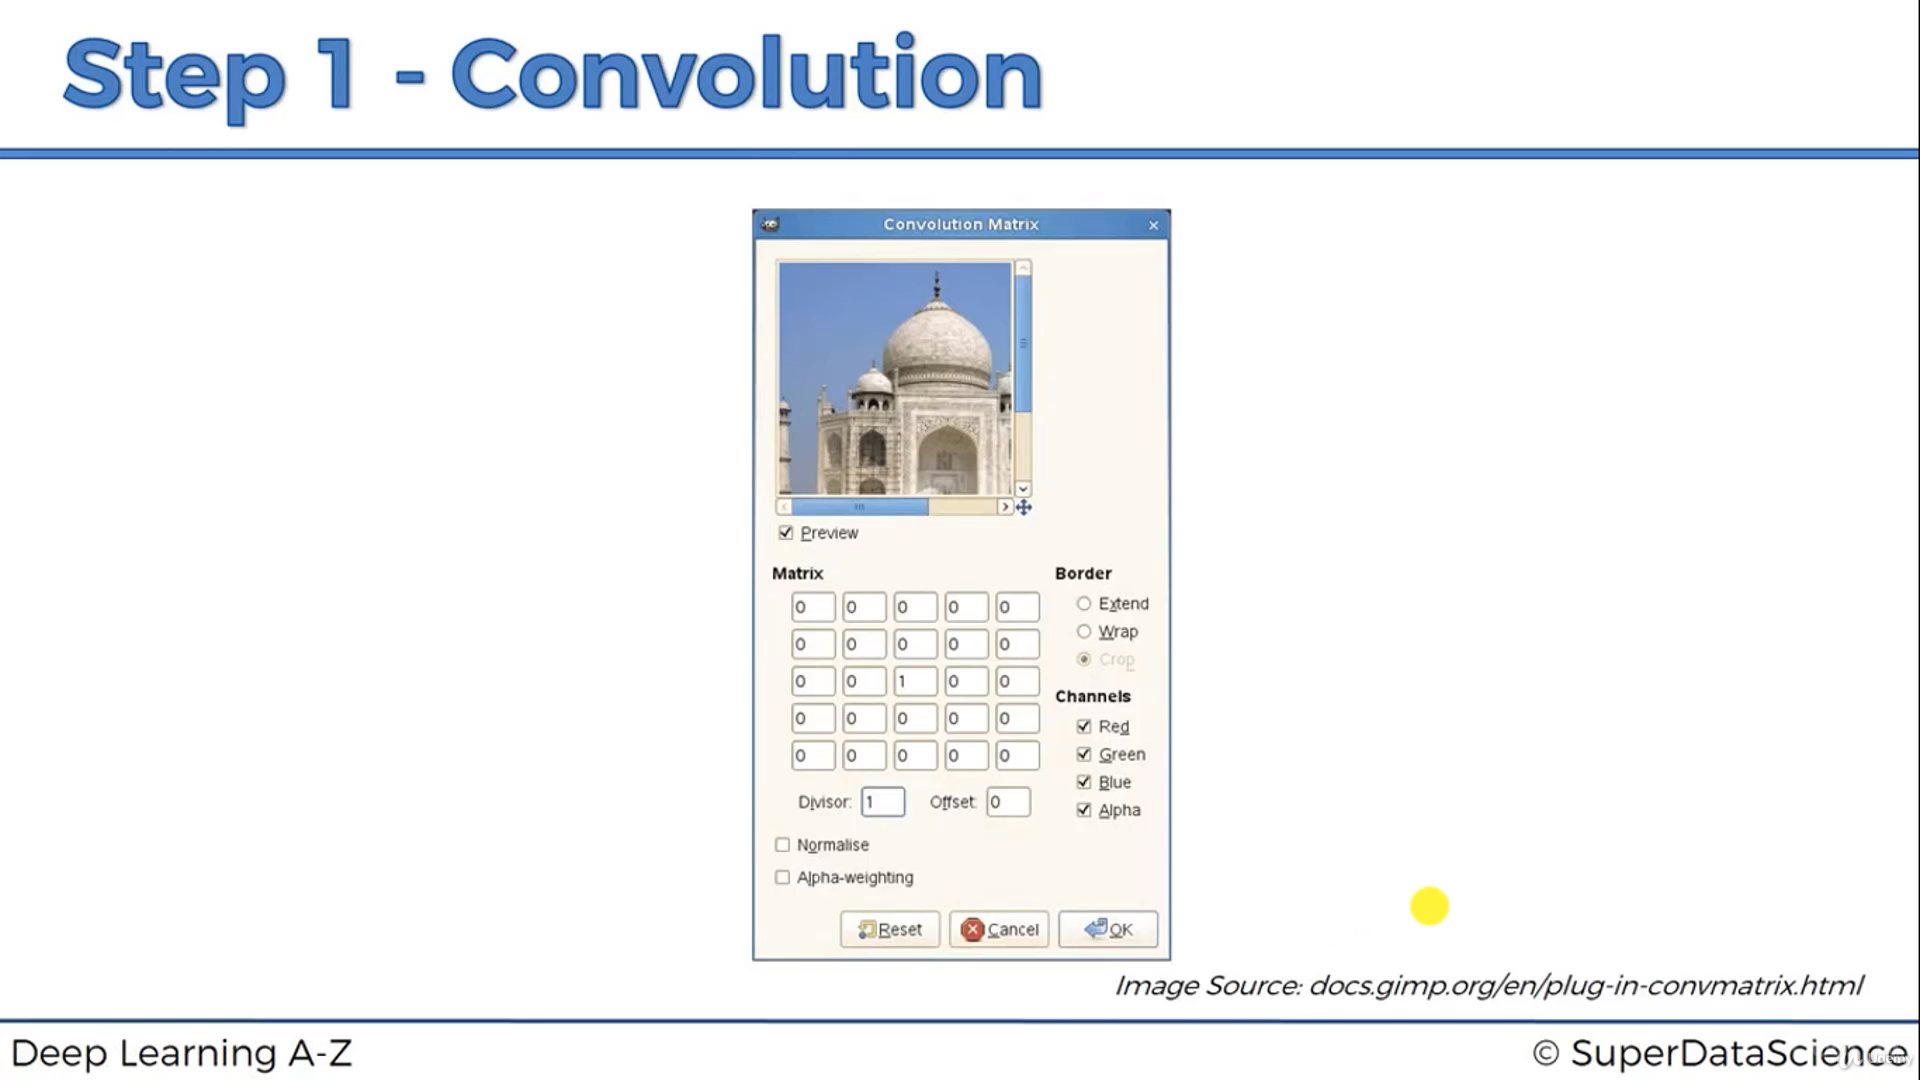 Step 1 - Convolution
Convolution Matrix
Preview
Matrix
0 0 0 0 0
0 0 0 0 0
0 0 1 0 0
0 0 0 0 0
0 0 0 0 0
Divisor: 1 Offset: 0
Border
Extend
Wrap
Crop
Channels
Red
Green
Blue
Alpha
Normalise
Alpha-weighting
Reset Cancel OK
Image Source: docs.gimp.org/en/plug-in-convmatrix.html
Deep Learning A-Z
© SuperDataScience